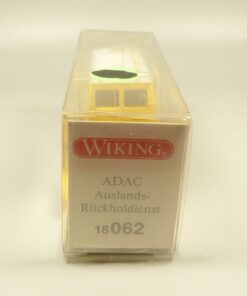 WIKING®
ADAC
Auslands-
Rückholdienst
18062